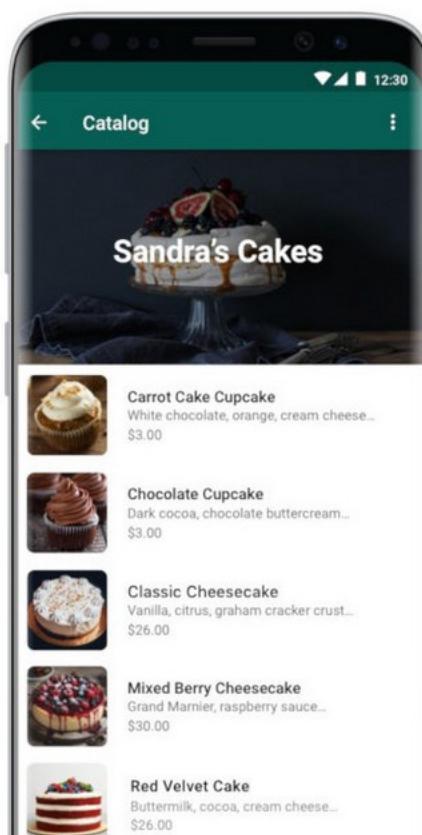 12:30
Catalog
Sandra's Cakes
Carrot Cake Cupcake
White chocolate, orange, cream cheese...
$3.00
Chocolate Cupcake
Dark cocoa, chocolate buttercream...
$3.00
Classic Cheesecake
Vanilla, citrus, graham cracker crust...
$26.00
Mixed Berry Cheesecake
Grand Marnier, raspberry sauce...
$30.00
Red Velvet Cake
Buttermilk, cocoa, cream cheese...
$26.00